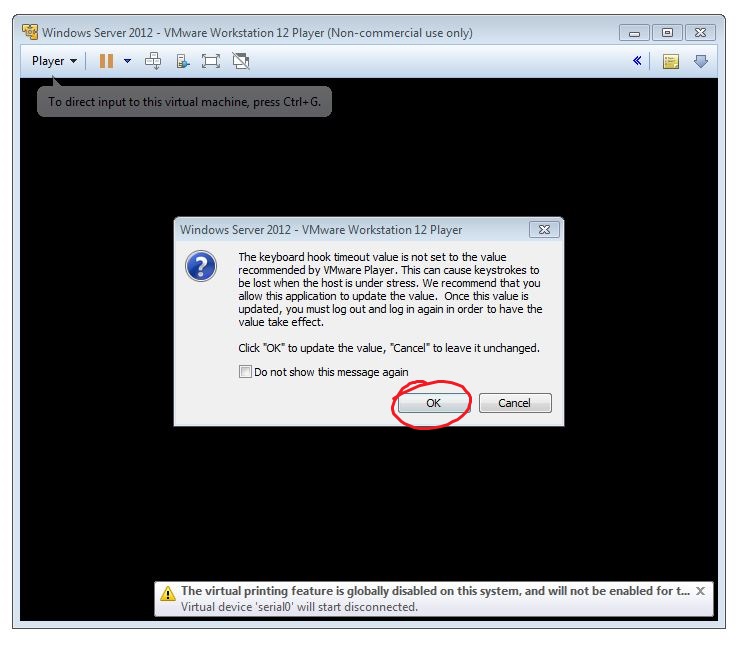 Windows Server 2012 - VMware Workstation 12 Player (Non-commercial use only)
Player
To direct input to this virtual machine, press Ctrl+G.
Windows Server 2012 - VMware Workstation 12 Player
The keyboard hook timeout value is not set to the value
recommended by VMware Player. This can cause keystrokes to
be lost when the host is under stress. We recommend that you
allow this application to update the value. Once this value is
updated, you must log out and log in again in order to have the
value take effect.
Click "OK" to update the value, "Cancel" to leave it unchanged.
Do not show this message again
OK Cancel
The virtual printing feature is globally disabled on this system, and will not be enabled for t...
Virtual device 'serial0' will start disconnected.